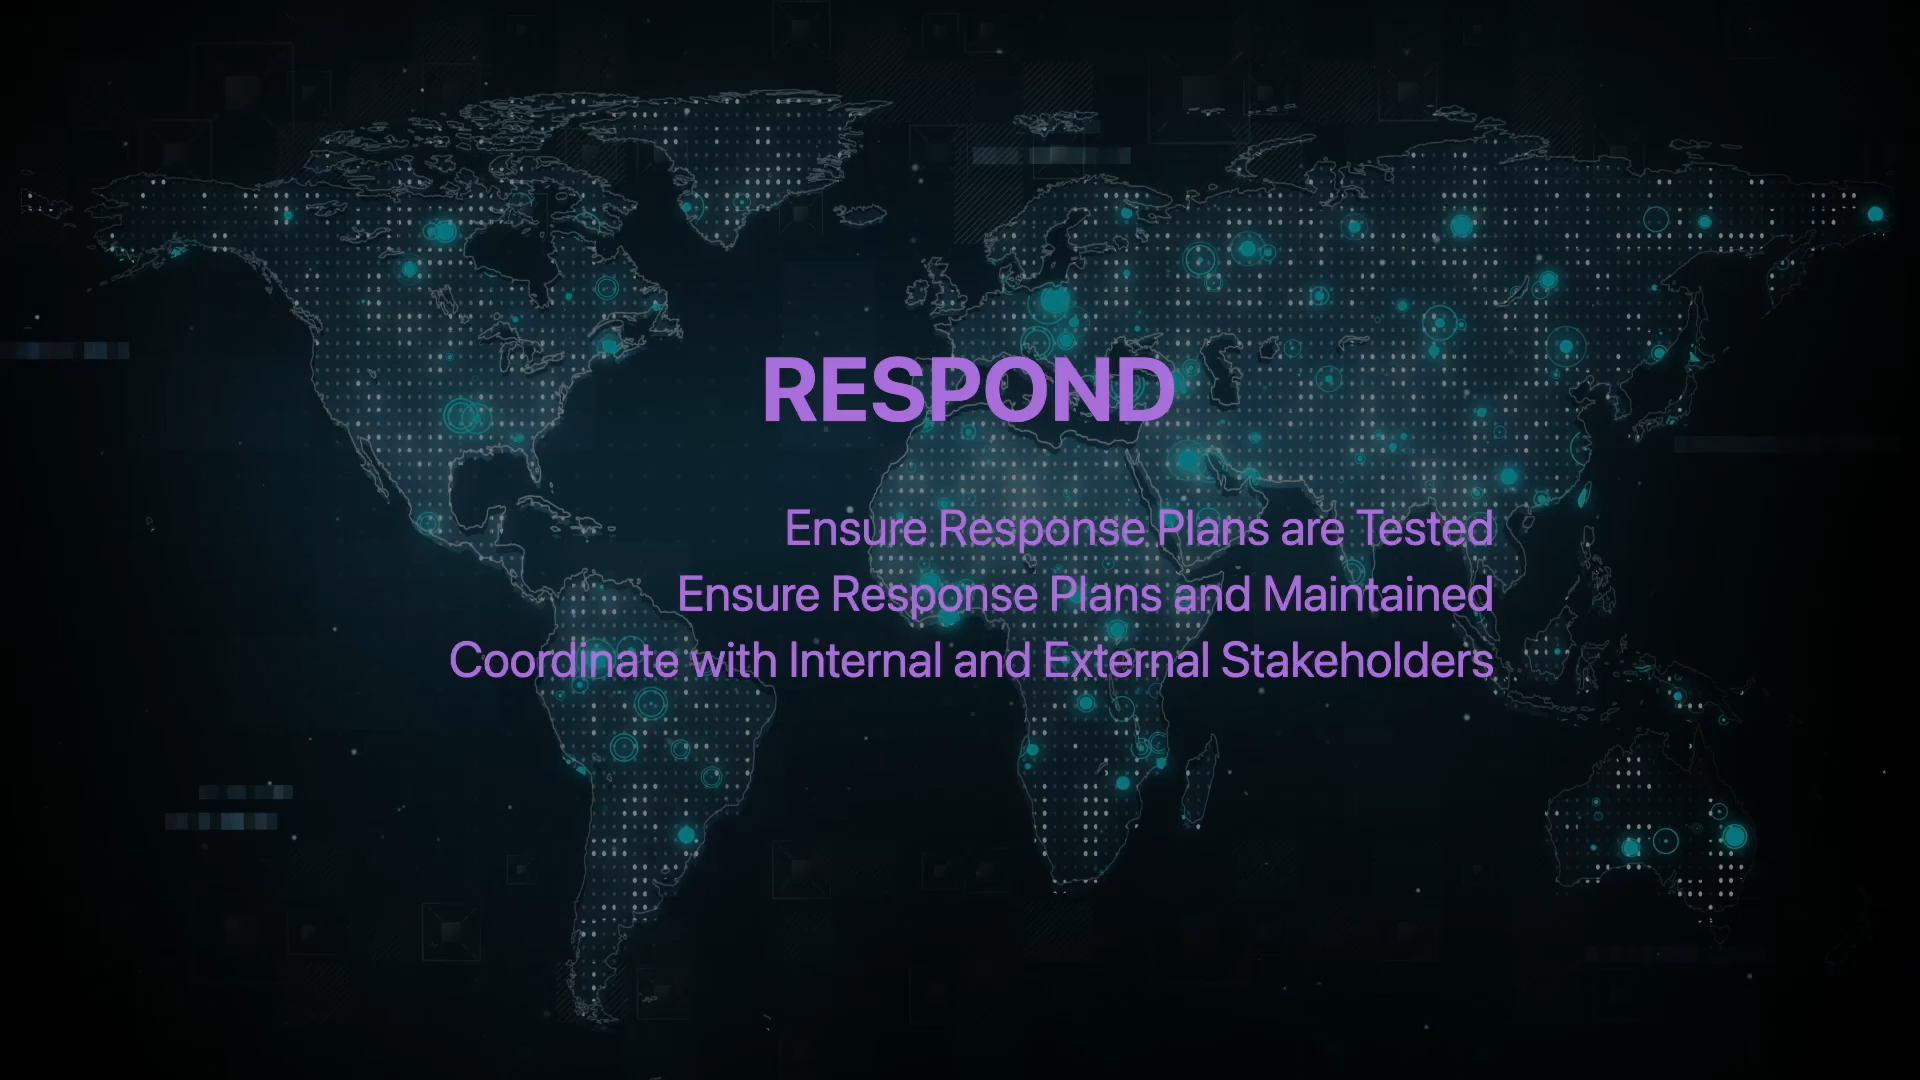 RESPOND
Ensure Response Plans are Tested
Ensure Response Plans and Maintained
Coordinate with Internal and External Stakeholders